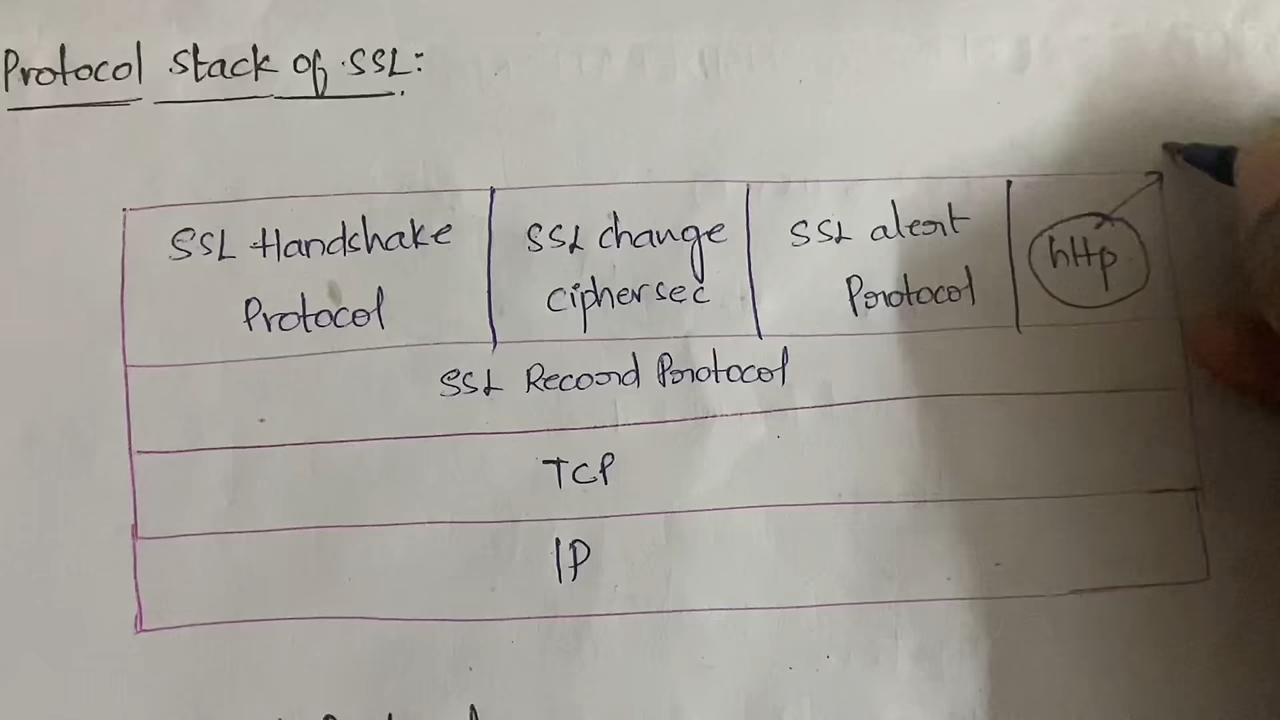 Protocol stack of SSL:
SSL Handshake
Protocol
SSL change
ciphersec
SSL alert
Protocol
http
SSL Record Protocol
TCP
IP